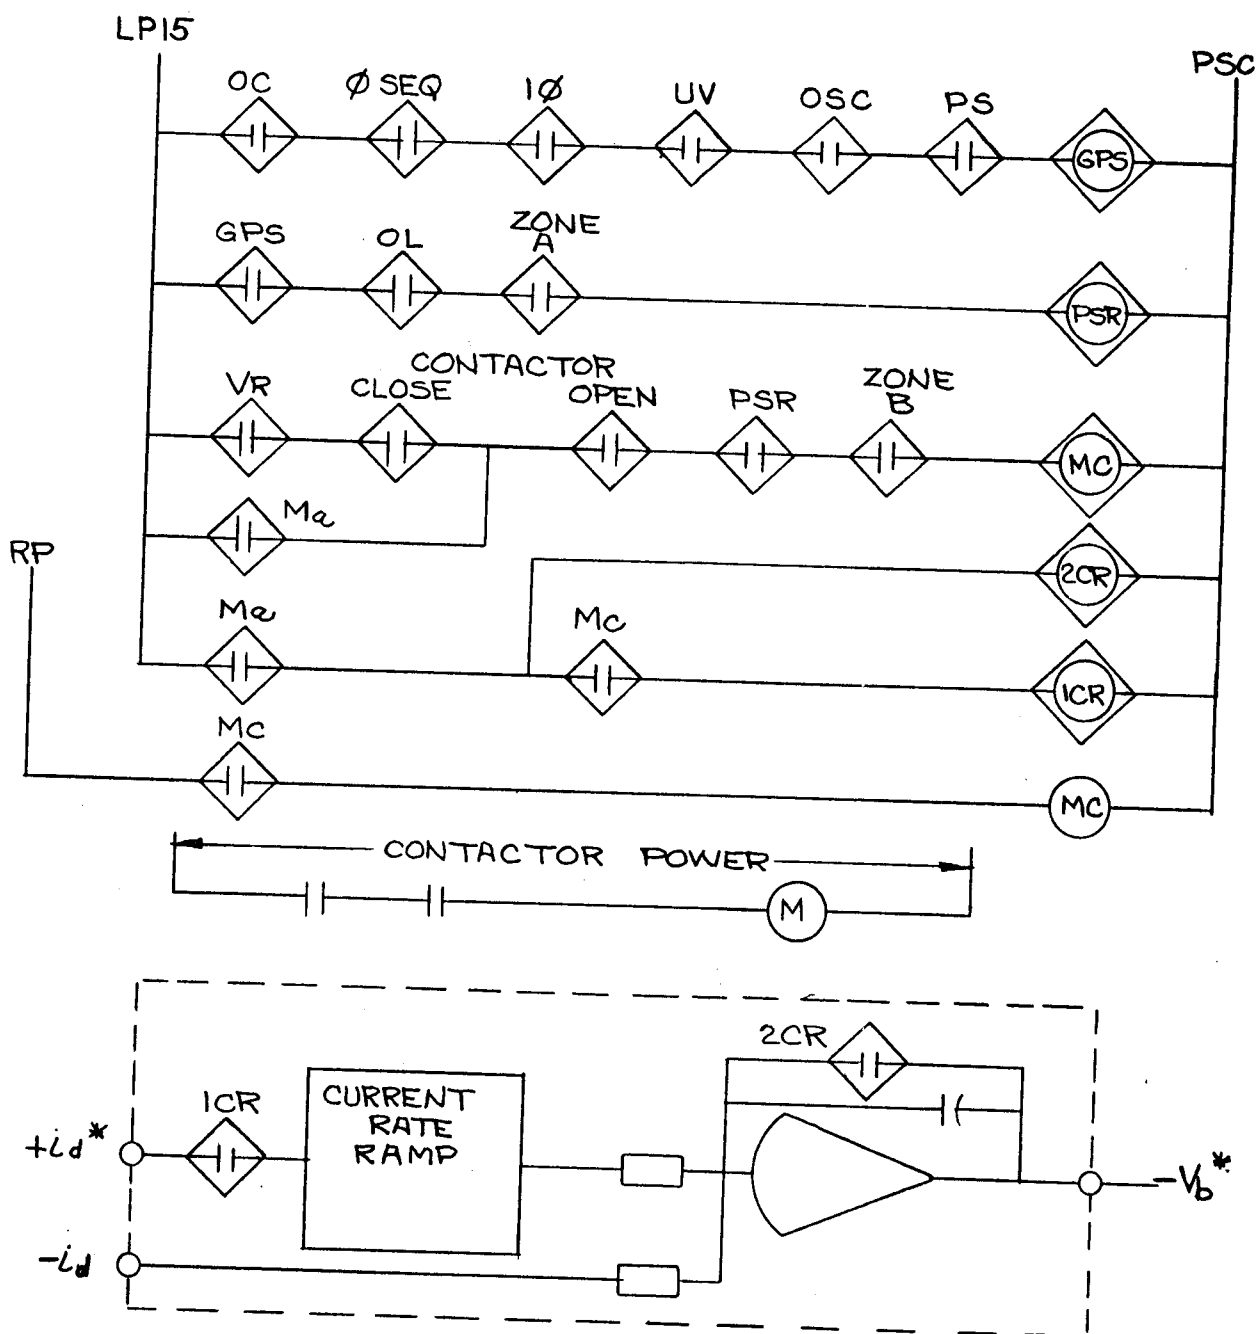 LP15
PSC
OC
Ø SEQ
1Ø
UV
OSC
PS
GPS
GPS
OL
ZONE
A
PSR
CONTACTOR
VR
CLOSE
OPEN
PSR
ZONE
B
MC
Ma
RP
2CR
Ma
Mc
1CR
Mc
MC
CONTACTOR POWER
M
2CR
1CR
CURRENT
RATE
RAMP
+id*
-Vb*
-id